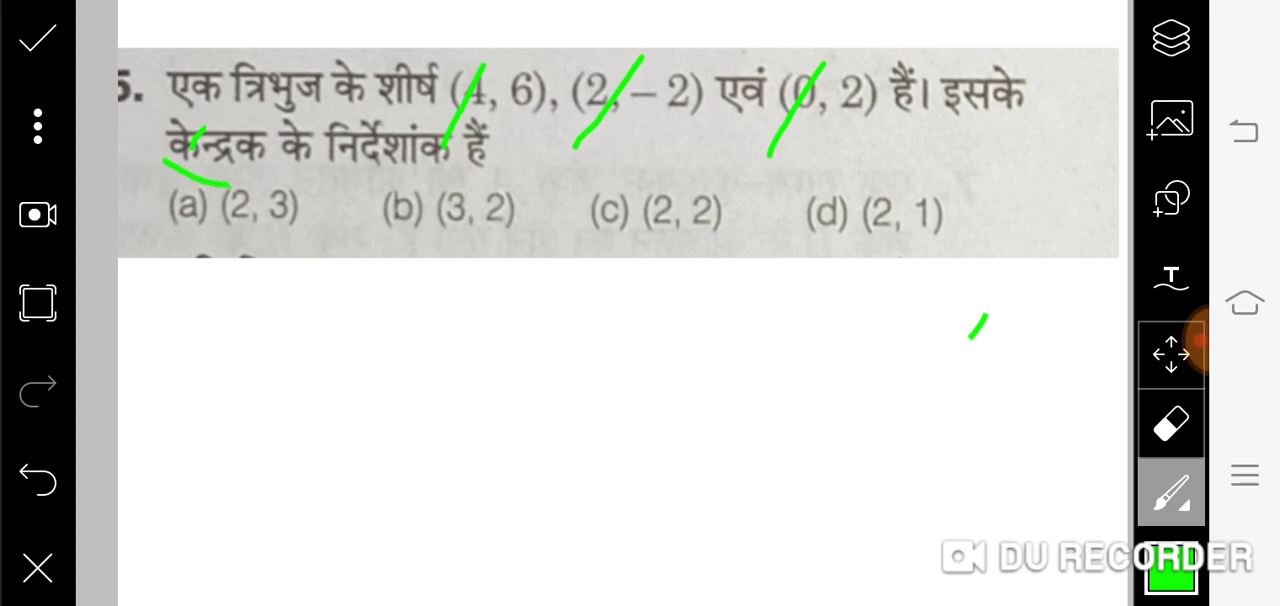 5. एक त्रिभुज के शीर्ष (4, 6), (2, – 2) एवं (0, 2) हैं। इसके
केन्द्रक के निर्देशांक हैं
(a) (2, 3) (b) (3, 2) (c) (2, 2) (d) (2, 1)
T
DU RECORDER